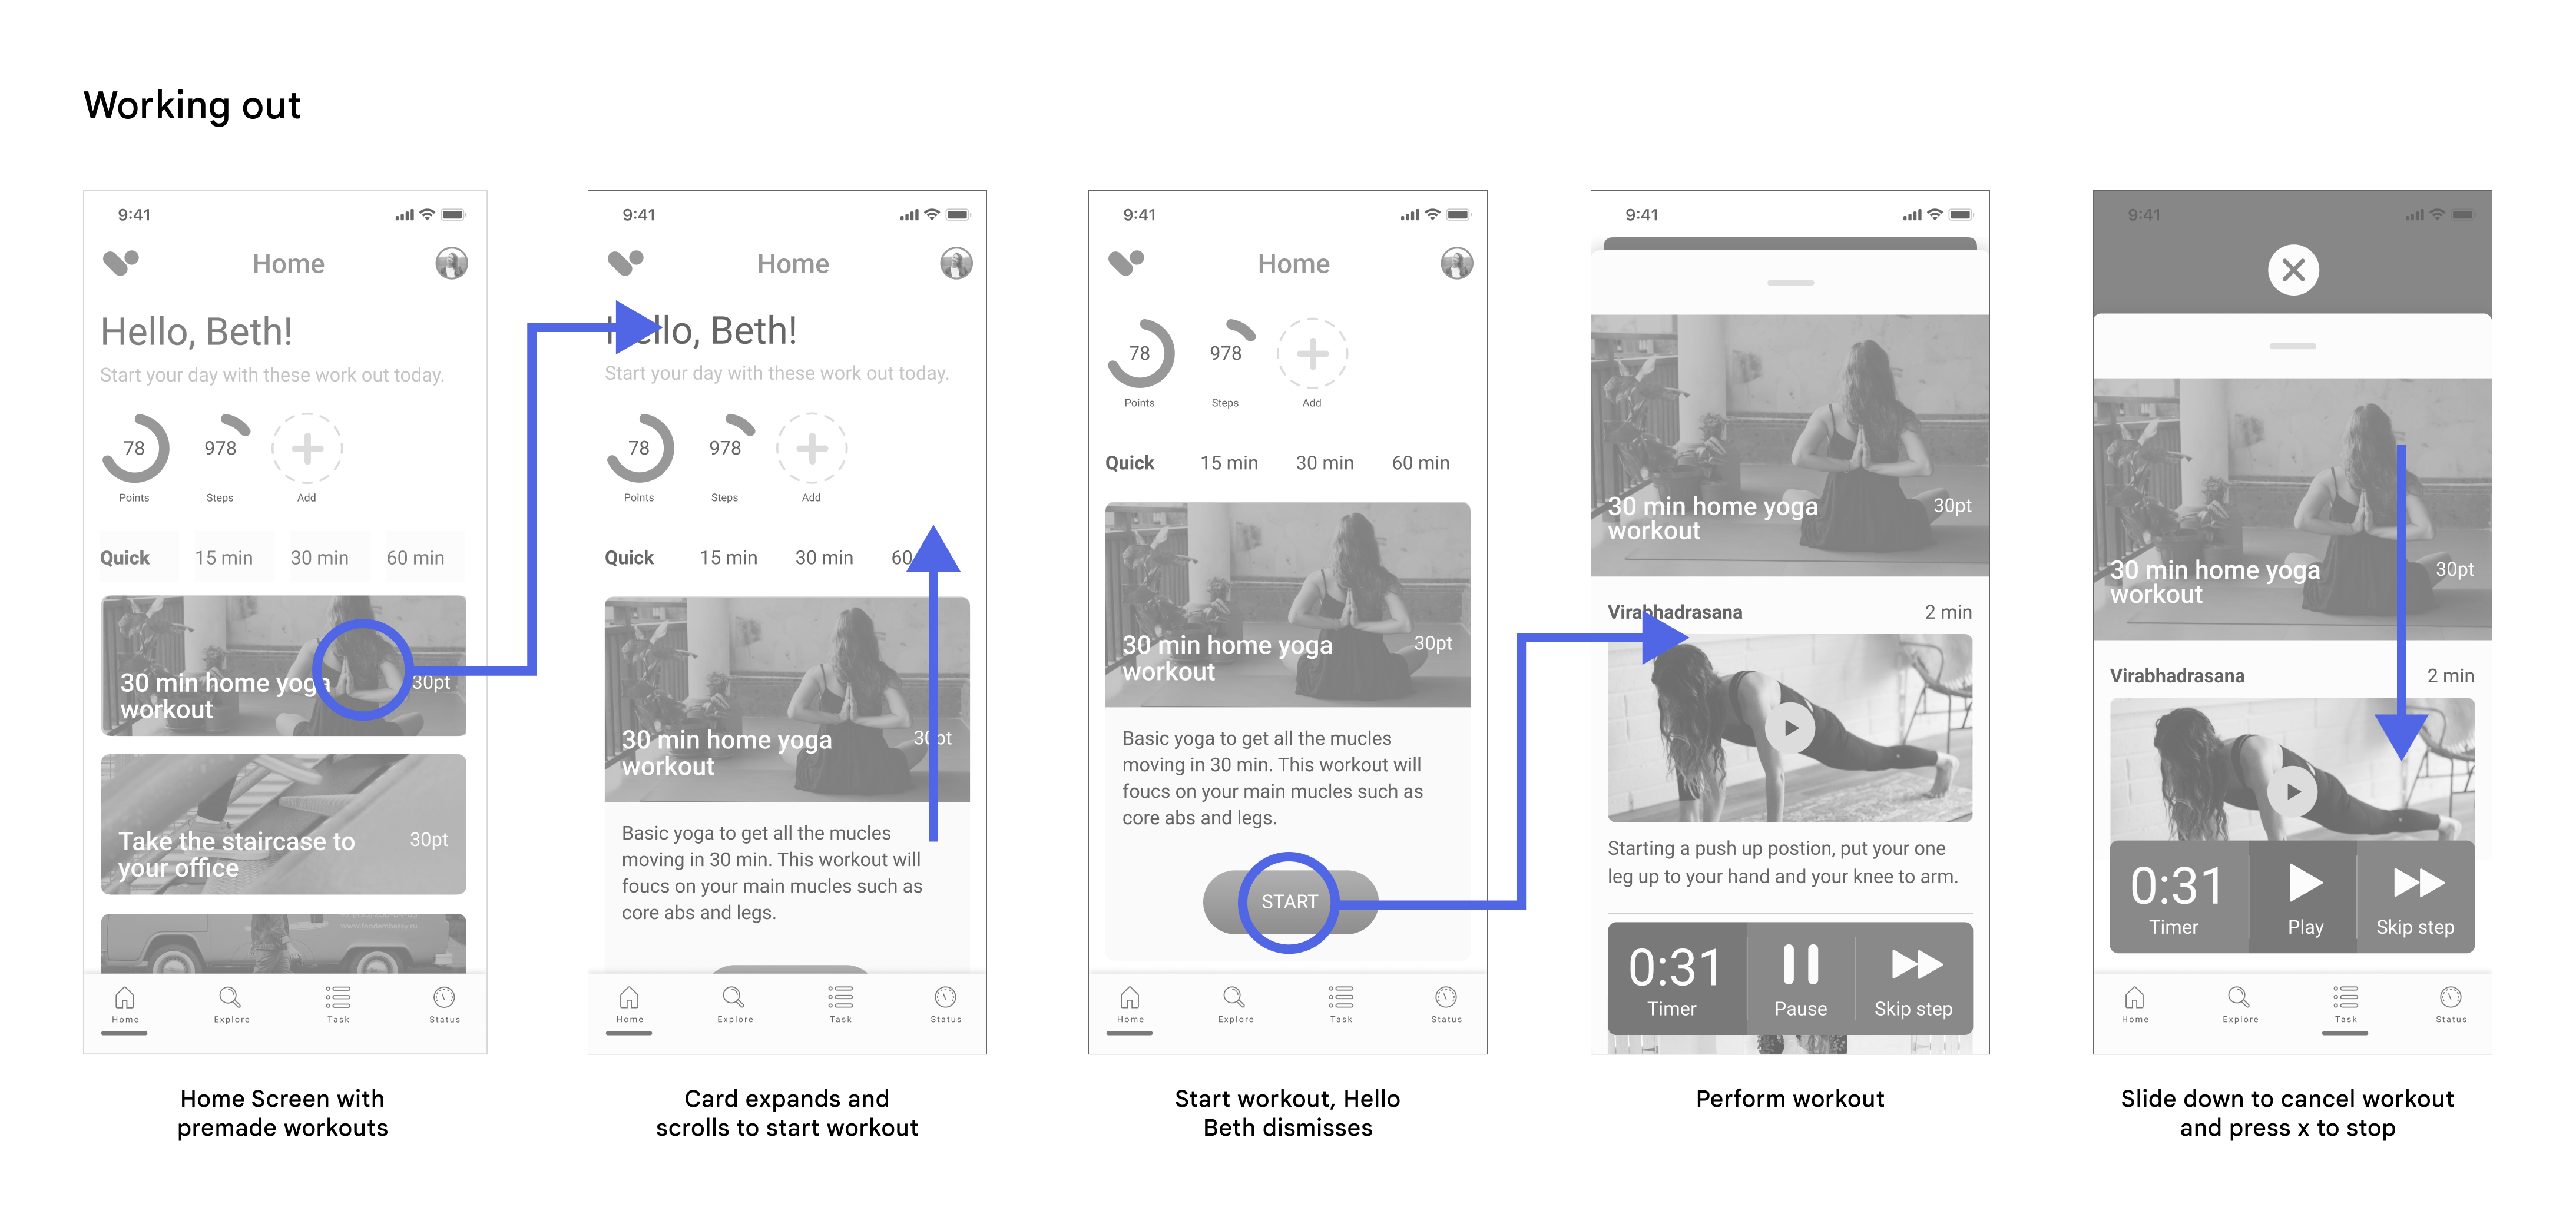 Working out
9:41
Home
Hello, Beth!
Start your day with these work out today.
78
978
Points
Steps
Add
Quick
15 min
30 min
60 min
30 min home yoga
workout
30pt
Take the staircase to
your office
30pt
Home
Explore
Task
Status
Home Screen with
premade workouts
9:41
Home
Hello, Beth!
Start your day with these work out today.
78
978
Points
Steps
Add
Quick
15 min
30 min
60
30 min home yoga
workout
30pt
Basic yoga to get all the mucles
moving in 30 min. This workout will
foucs on your main mucles such as
core abs and legs.
Home
Explore
Task
Status
Card expands and
scrolls to start workout
9:41
Home
78
978
Points
Steps
Add
Quick
15 min
30 min
60 min
30 min home yoga
workout
30pt
Basic yoga to get all the mucles
moving in 30 min. This workout will
foucs on your main mucles such as
core abs and legs.
START
Home
Explore
Task
Status
Start workout, Hello
Beth dismisses
9:41
30 min home yoga
workout
30pt
Virabhadrasana
2 min
Starting a push up postion, put your one
leg up to your hand and your knee to arm.
0:31
Timer
Pause
Skip step
Perform workout
9:41
30 min home yoga
workout
30pt
Virabhadrasana
2 min
0:31
Timer
Play
Skip step
Home
Explore
Task
Status
Slide down to cancel workout
and press x to stop